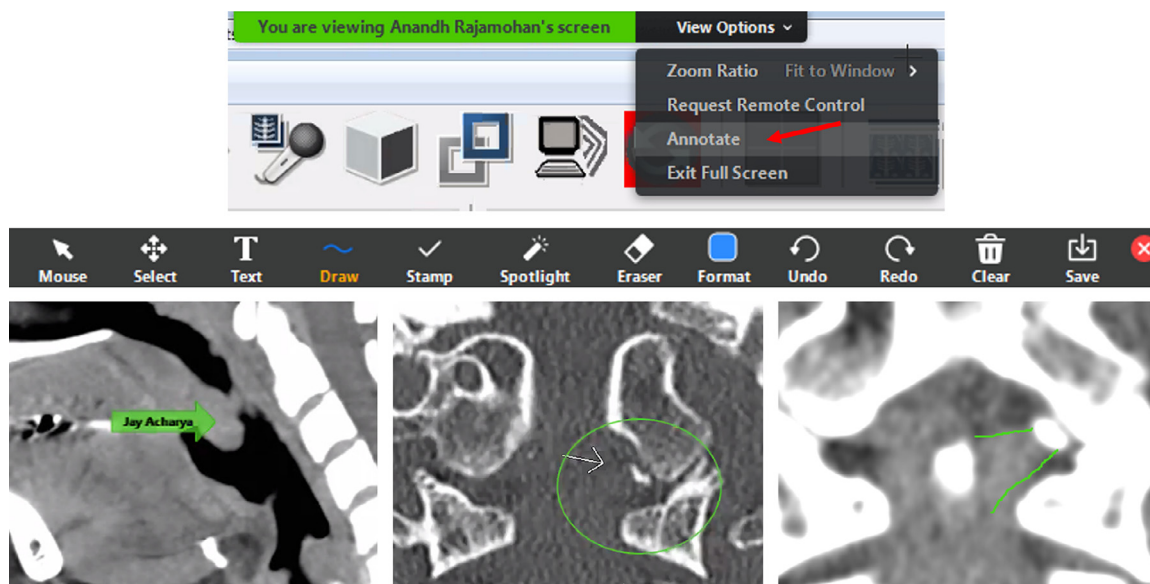 You are viewing Anandh Rajamohan's screen
View Options
Zoom Ratio Fit to Window
Request Remote Control
Annotate
Exit Full Screen
Mouse Select Text Draw Stamp Spotlight Eraser Format Undo Redo Clear Save
Jay Acharya